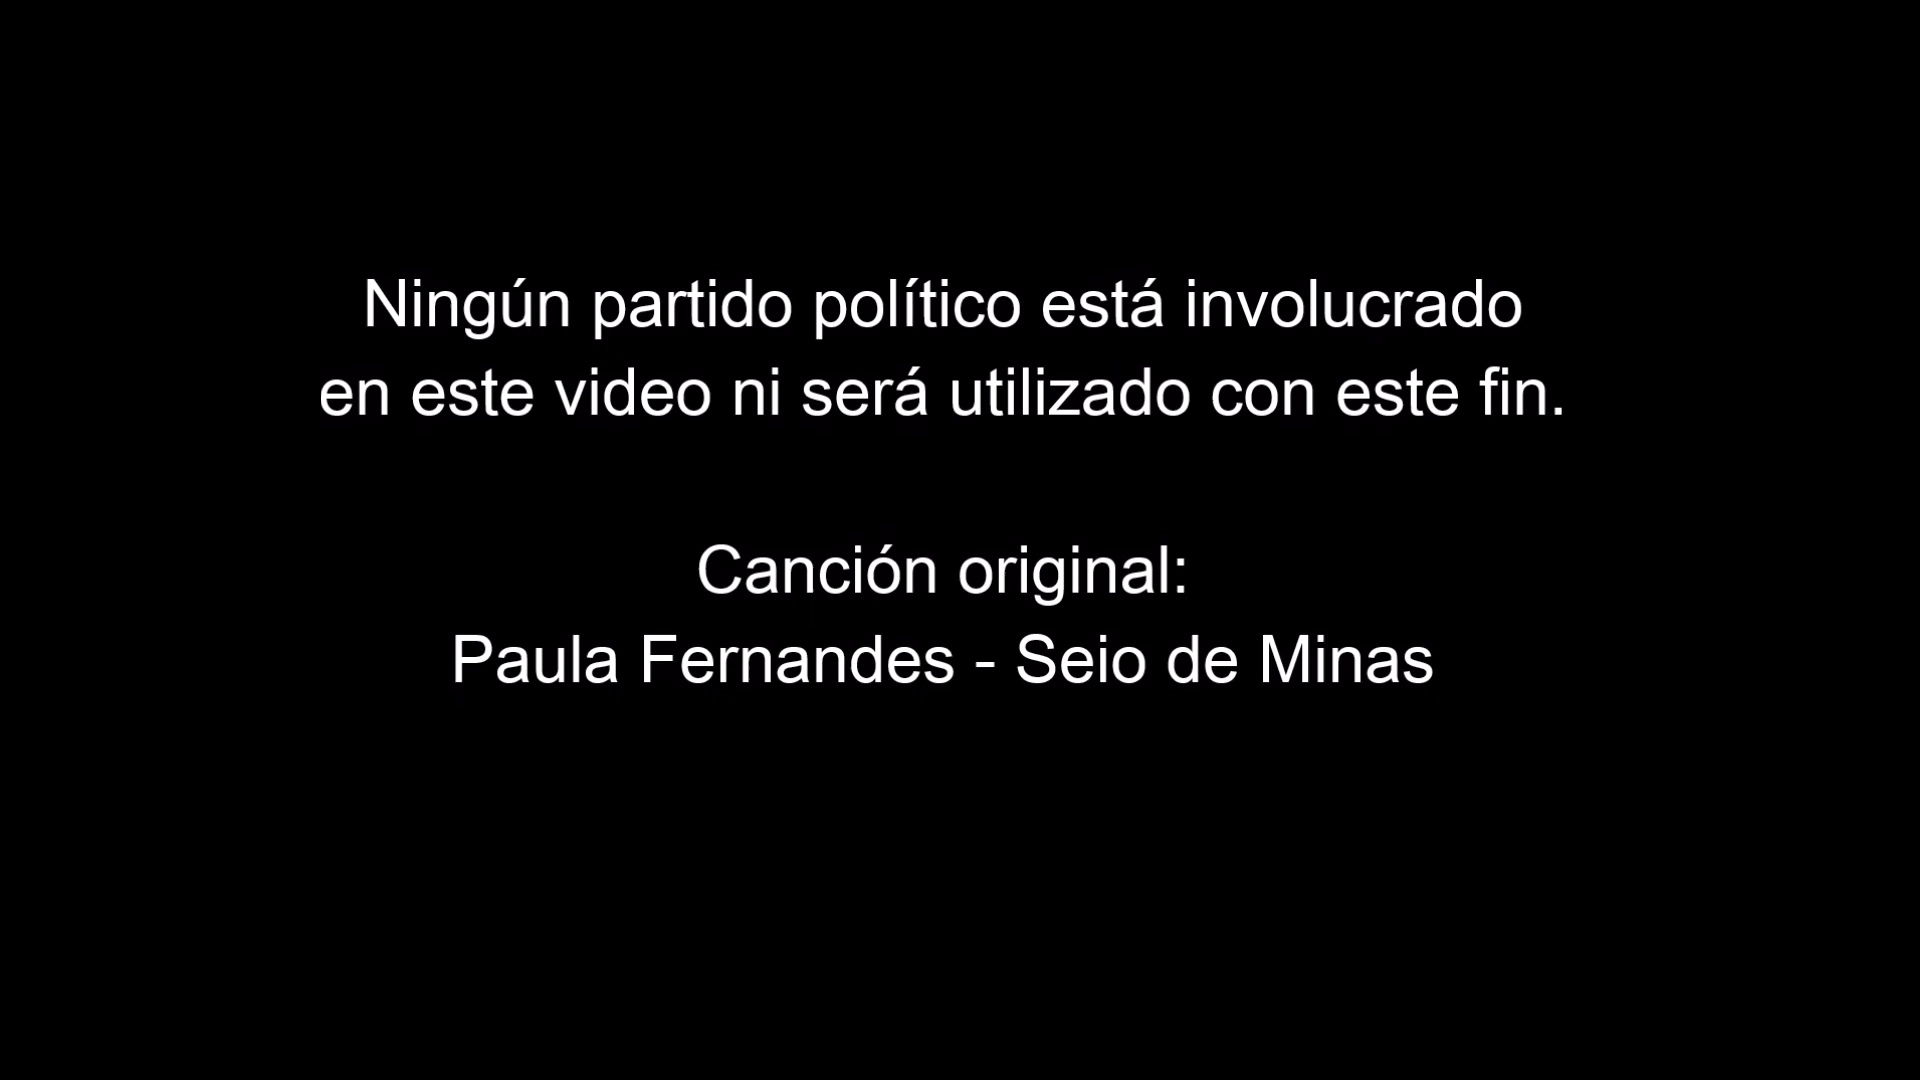 Ningún partido político está involucrado
en este video ni será utilizado con este fin.
Canción original:
Paula Fernandes - Seio de Minas